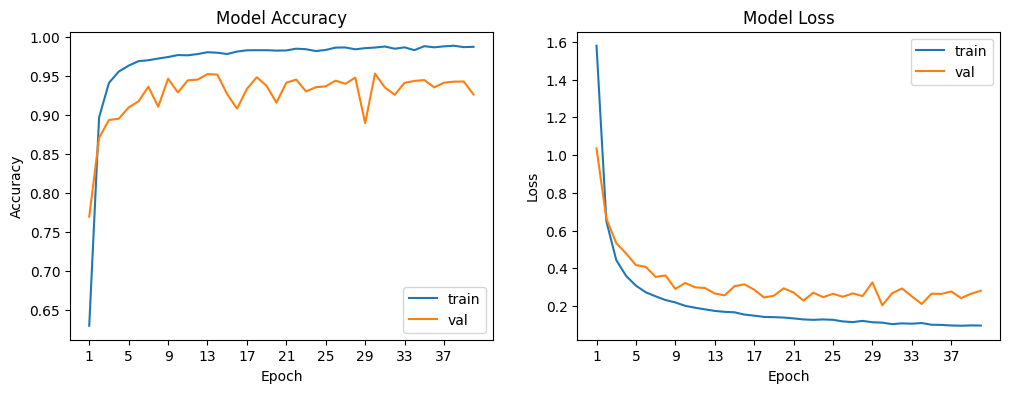 Model Accuracy
Accuracy
1.00
0.95
0.90
0.85
0.80
0.75
0.70
0.65
train
val
1 5 9 13 17 21 25 29 33 37
Epoch
Model Loss
Loss
1.6
1.4
1.2
1.0
0.8
0.6
0.4
0.2
train
val
1 5 9 13 17 21 25 29 33 37
Epoch